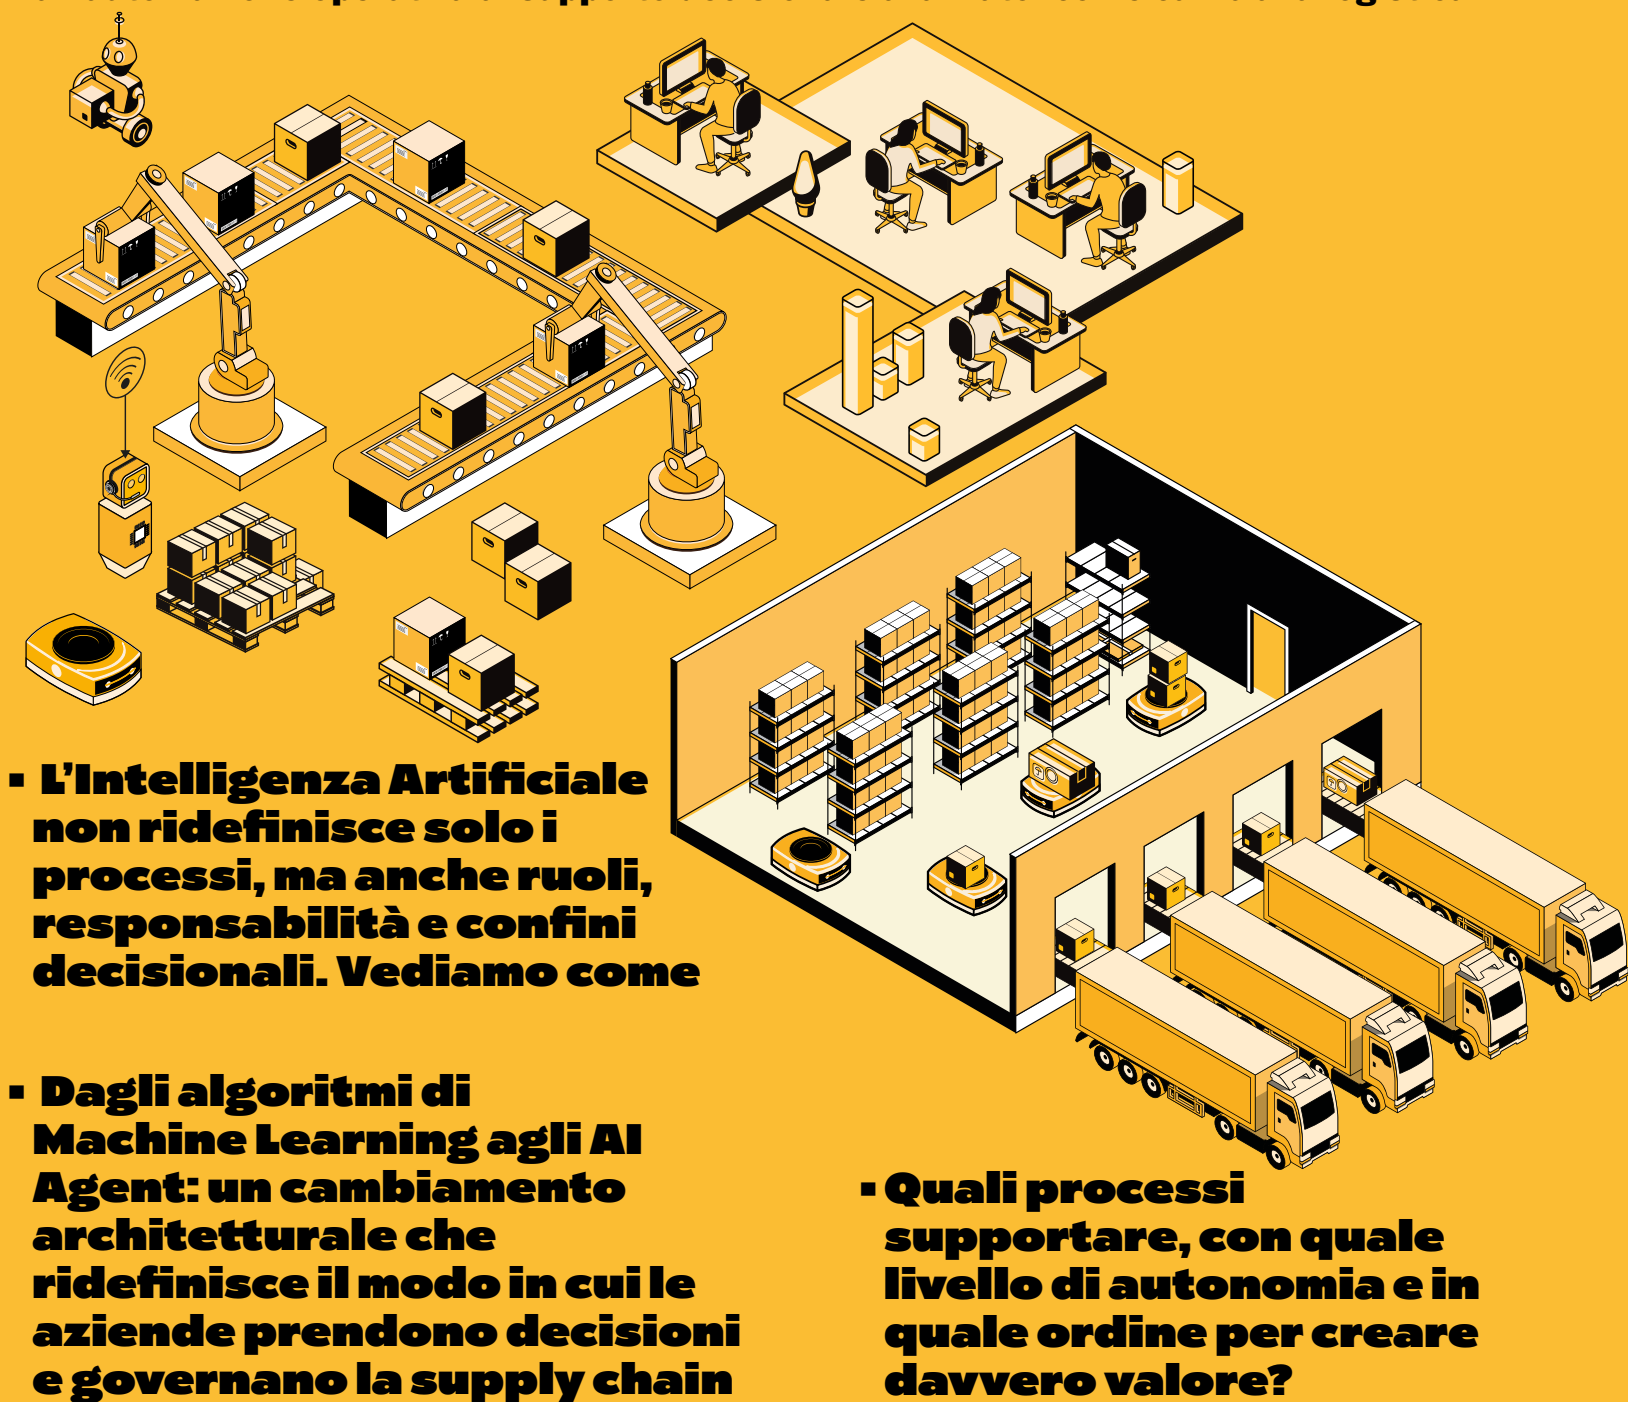 ▪ L’Intelligenza Artificiale
non ridefinisce solo i
processi, ma anche ruoli,
responsabilità e confini
decisionali. Vediamo come
▪ Dagli algoritmi di
Machine Learning agli AI
Agent: un cambiamento
architetturale che
ridefinisce il modo in cui le
aziende prendono decisioni
e governano la supply chain
▪ Quali processi
supportare, con quale
livello di autonomia e in
quale ordine per creare
davvero valore?